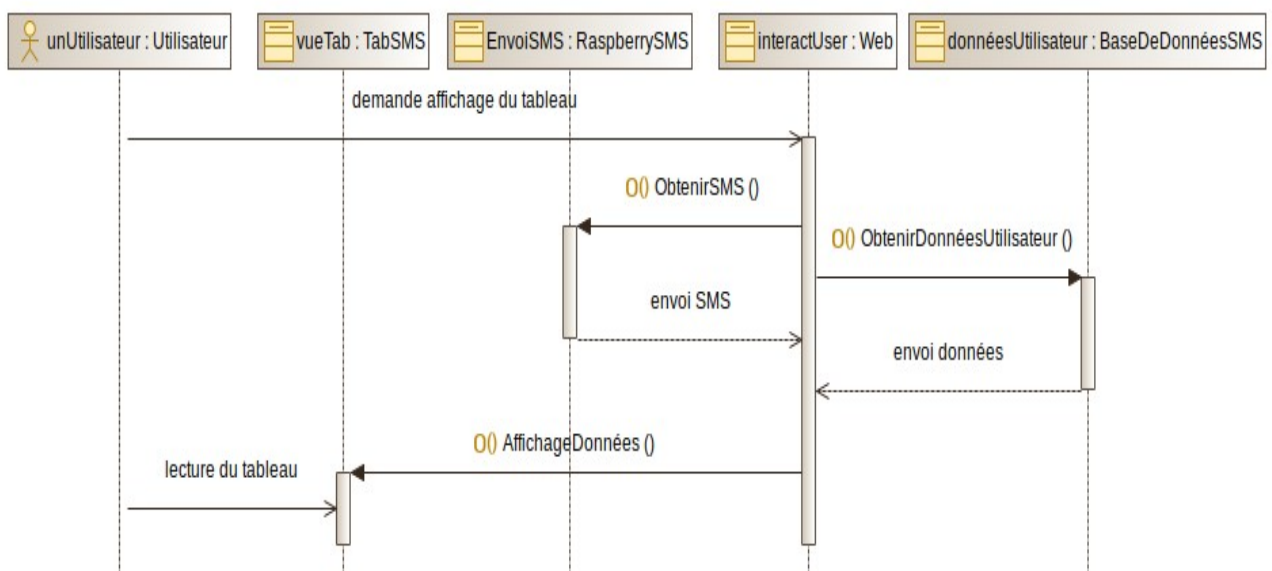 unUtilisateur : Utilisateur
vueTab : TabSMS
EnvoiSMS : RaspberrySMS
interactUser : Web
donnéesUtilisateur : BaseDeDonnéesSMS
demande affichage du tableau
O() ObtenirSMS ()
O() ObtenirDonnéesUtilisateur ()
envoi SMS
envoi données
O() AffichageDonnées ()
lecture du tableau